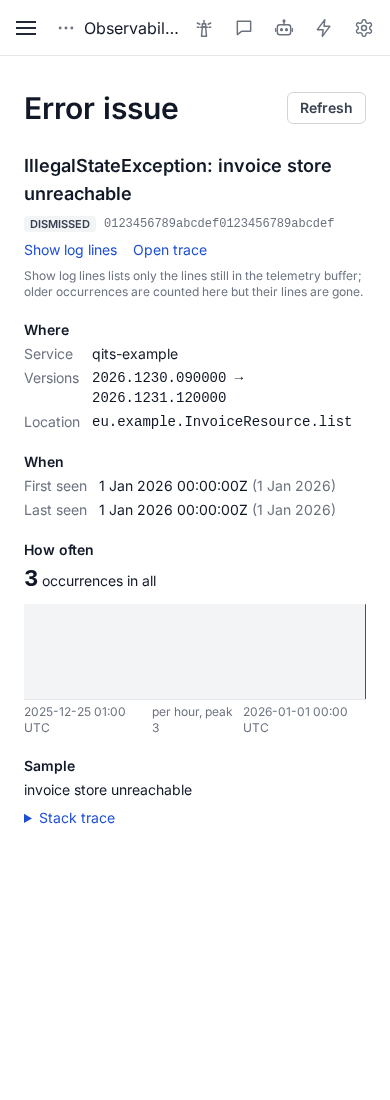 Observabil...
Error issue
Refresh
IllegalStateException: invoice store
unreachable
DISMISSED 0123456789abcdef0123456789abcdef
Show log lines Open trace
Show log lines lists only the lines still in the telemetry buffer;
older occurrences are counted here but their lines are gone.
Where
Service qits-example
Versions 2026.1230.090000 →
2026.1231.120000
Location eu.example.InvoiceResource.list
When
First seen 1 Jan 2026 00:00:00Z (1 Jan 2026)
Last seen 1 Jan 2026 00:00:00Z (1 Jan 2026)
How often
3 occurrences in all
2025-12-25 01:00 UTC
per hour, peak 3
2026-01-01 00:00 UTC
Sample
invoice store unreachable
Stack trace